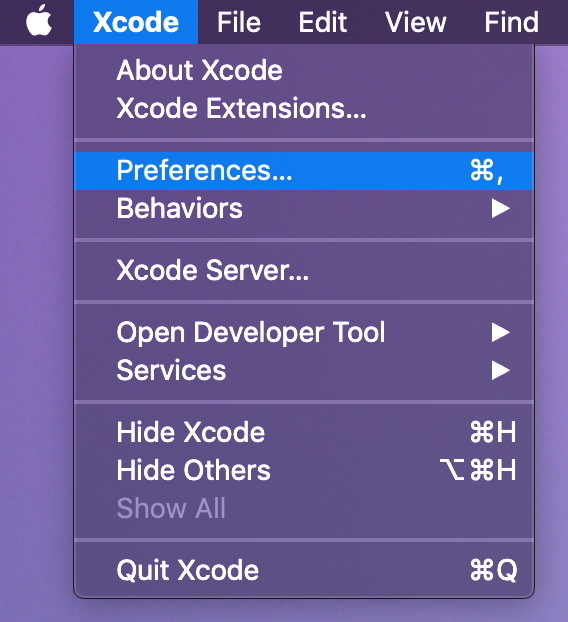 Xcode File Edit View Find
About Xcode
Xcode Extensions...
Preferences... ⌘,
Behaviors ▶
Xcode Server...
Open Developer Tool ▶
Services ▶
Hide Xcode ⌘H
Hide Others ⌥⌘H
Show All
Quit Xcode ⌘Q